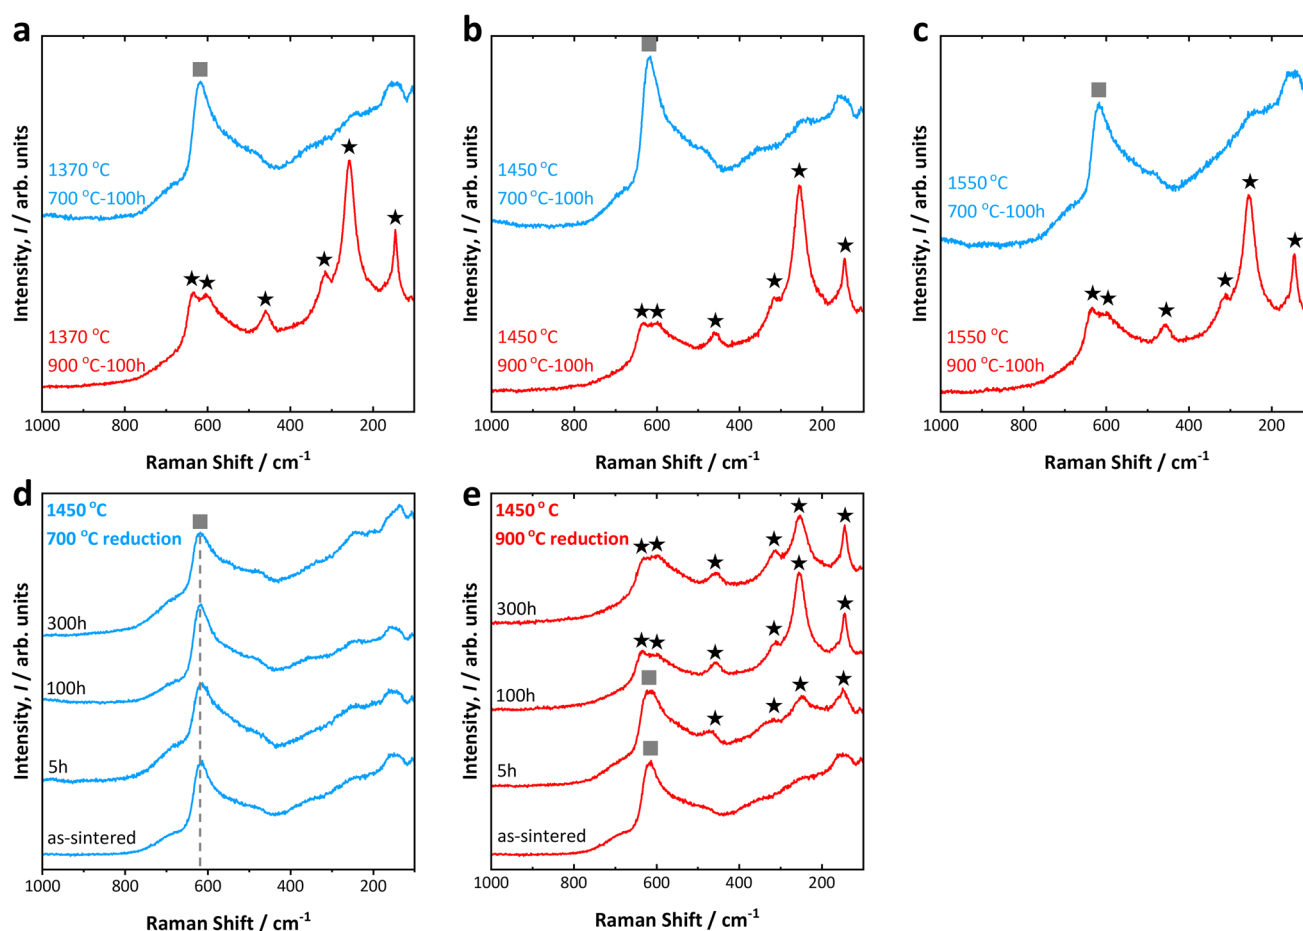 a
Intensity, I / arb. units
1370 °C
700 °C-100h
1370 °C
900 °C-100h
1000 800 600 400 200
Raman Shift / cm-1
b
Intensity, I / arb. units
1450 °C
700 °C-100h
1450 °C
900 °C-100h
1000 800 600 400 200
Raman Shift / cm-1
c
Intensity, I / arb. units
1550 °C
700 °C-100h
1550 °C
900 °C-100h
1000 800 600 400 200
Raman Shift / cm-1
d
Intensity, I / arb. units
1450 °C
700 °C reduction
300h
100h
5h
as-sintered
1000 800 600 400 200
Raman Shift / cm-1
e
Intensity, I / arb. units
1450 °C
900 °C reduction
300h
100h
5h
as-sintered
1000 800 600 400 200
Raman Shift / cm-1